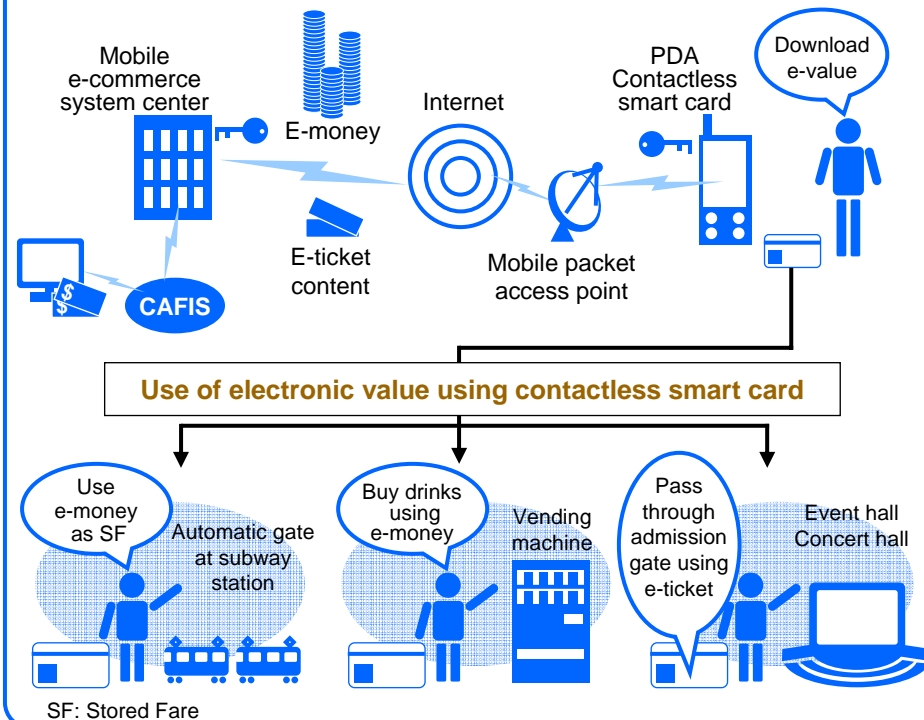 Mobile
e-commerce
system center
E-money
Internet
PDA
Contactless
smart card
Download
e-value
E-ticket
content
Mobile packet
access point
$
$
CAFIS
Use of electronic value using contactless smart card
Use
e-money
as SF
Automatic gate
at subway
station
Buy drinks
using
e-money
Vending
machine
Pass
through
admission
gate using
e-ticket
Event hall
Concert hall
SF: Stored Fare